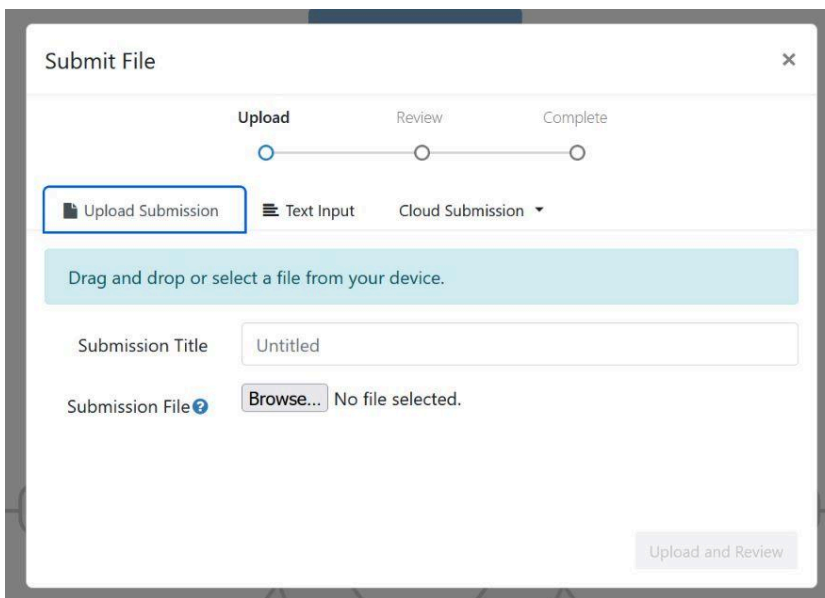 Submit File ×
Upload Review Complete
Upload Submission Text Input Cloud Submission
Drag and drop or select a file from your device.
Submission Title Untitled
Submission File Browse... No file selected.
Upload and Review